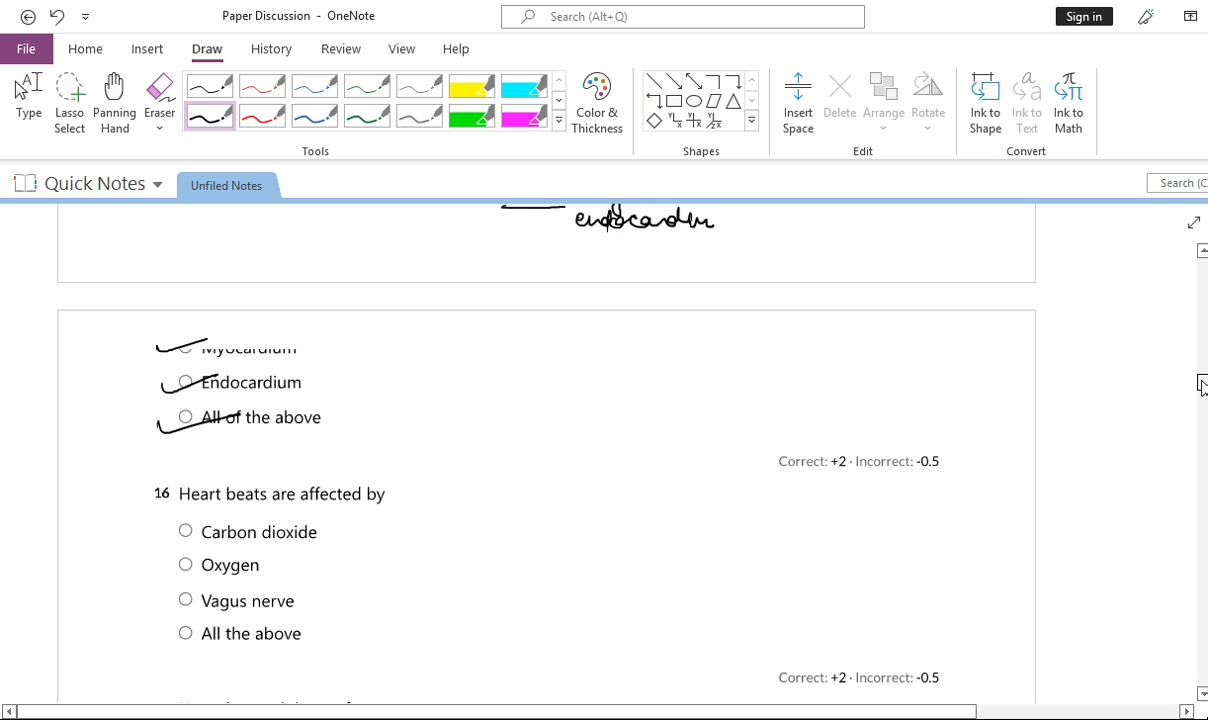 Paper Discussion - OneNote
Search (Alt+Q)
Sign in
File Home Insert Draw History Review View Help
Type
Lasso Select
Panning Hand
Eraser
Color & Thickness
Insert Space
Delete
Arrange
Rotate
Ink to Shape
Ink to Text
Ink to Math
Tools Shapes Edit Convert
Quick Notes
Unfiled Notes
Search (C
Myocardium
Endocardium
All of the above
Correct: +2 · Incorrect: -0.5
16 Heart beats are affected by
Carbon dioxide
Oxygen
Vagus nerve
All the above
Correct: +2 · Incorrect: -0.5